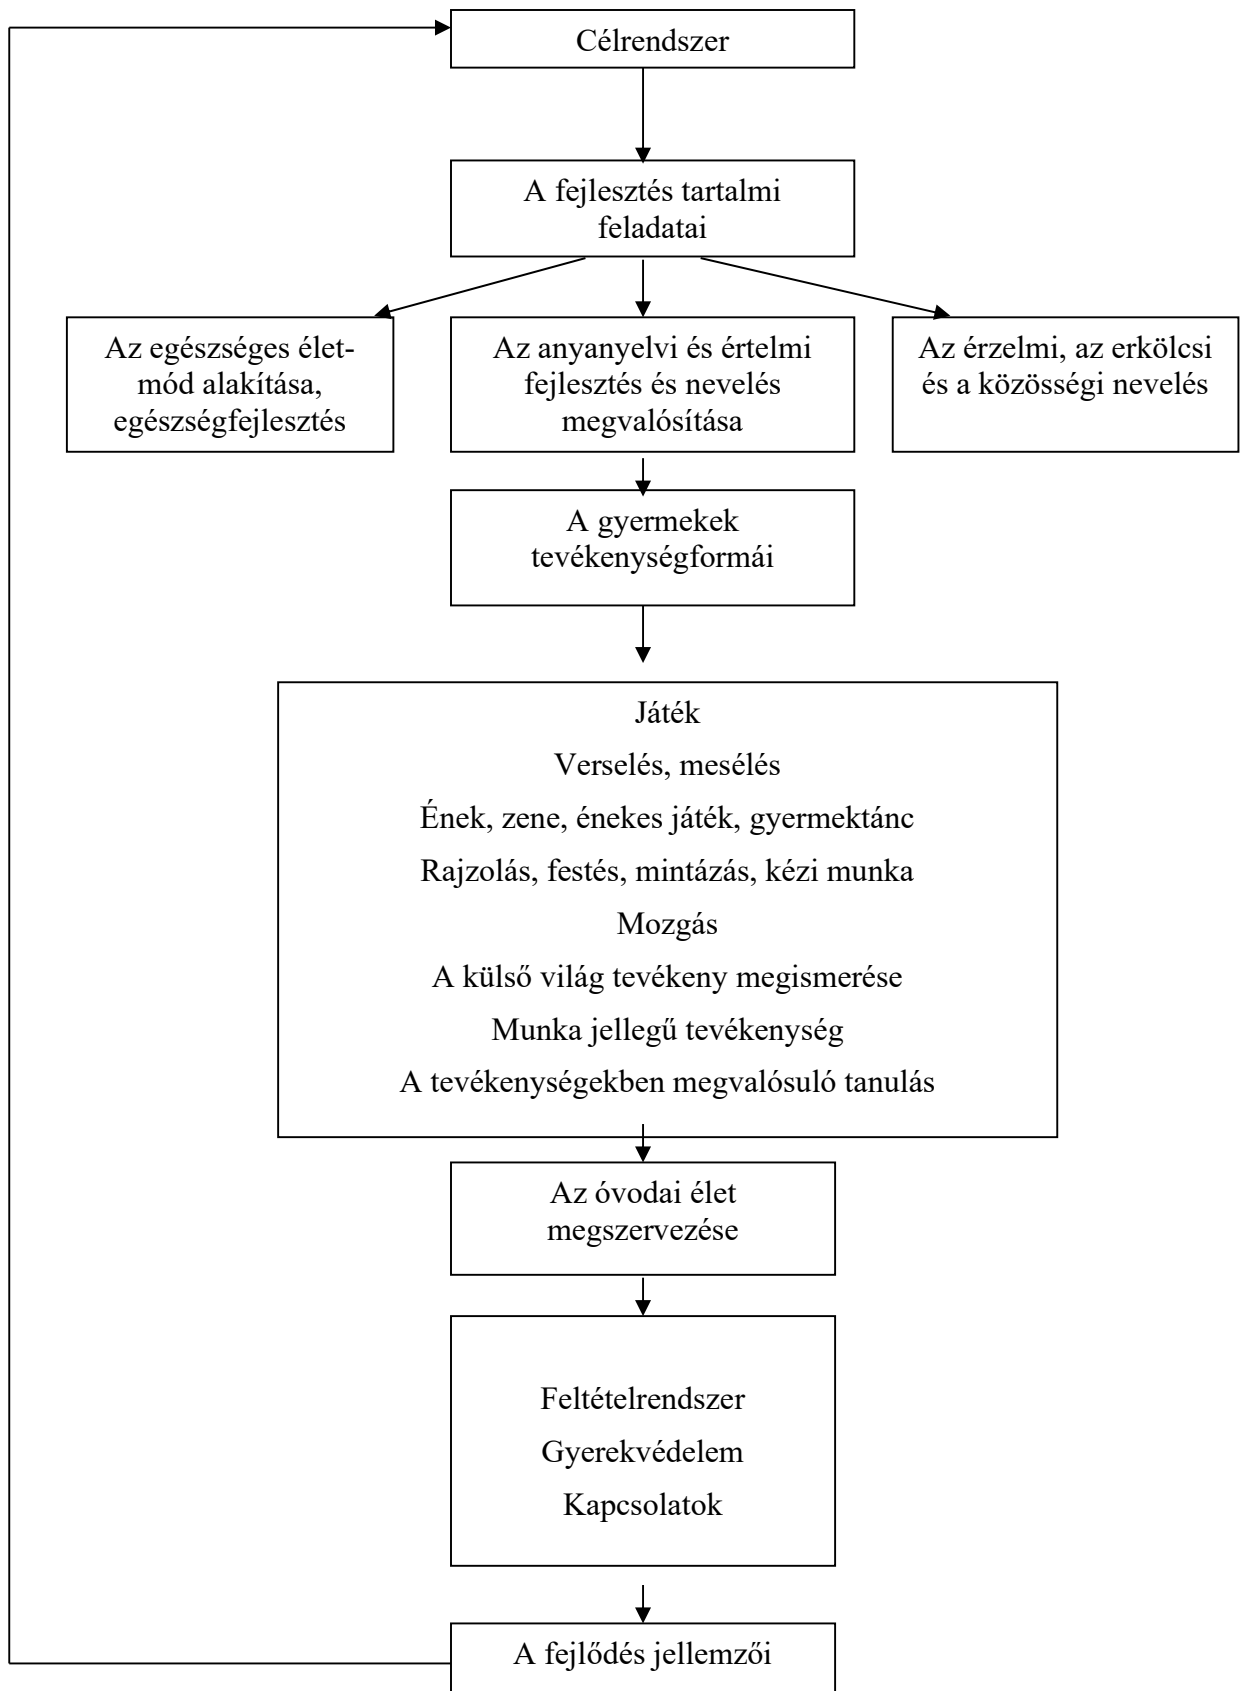 Célrendszer
A fejlesztés tartalmi
feladatai
Az egészséges élet-
mód alakítása,
egészségfejlesztés
Az anyanyelvi és értelmi
fejlesztés és nevelés
megvalósítása
Az érzelmi, az erkölcsi
és a közösségi nevelés
A gyermekek
tevékenységformái
Játék
Verselés, mesélés
Ének, zene, énekes játék, gyermektánc
Rajzolás, festés, mintázás, kézi munka
Mozgás
A külső világ tevékeny megismerése
Munka jellegű tevékenység
A tevékenységekben megvalósuló tanulás
Az óvodai élet
megszervezése
Feltételrendszer
Gyerekvédelem
Kapcsolatok
A fejlődés jellemzői